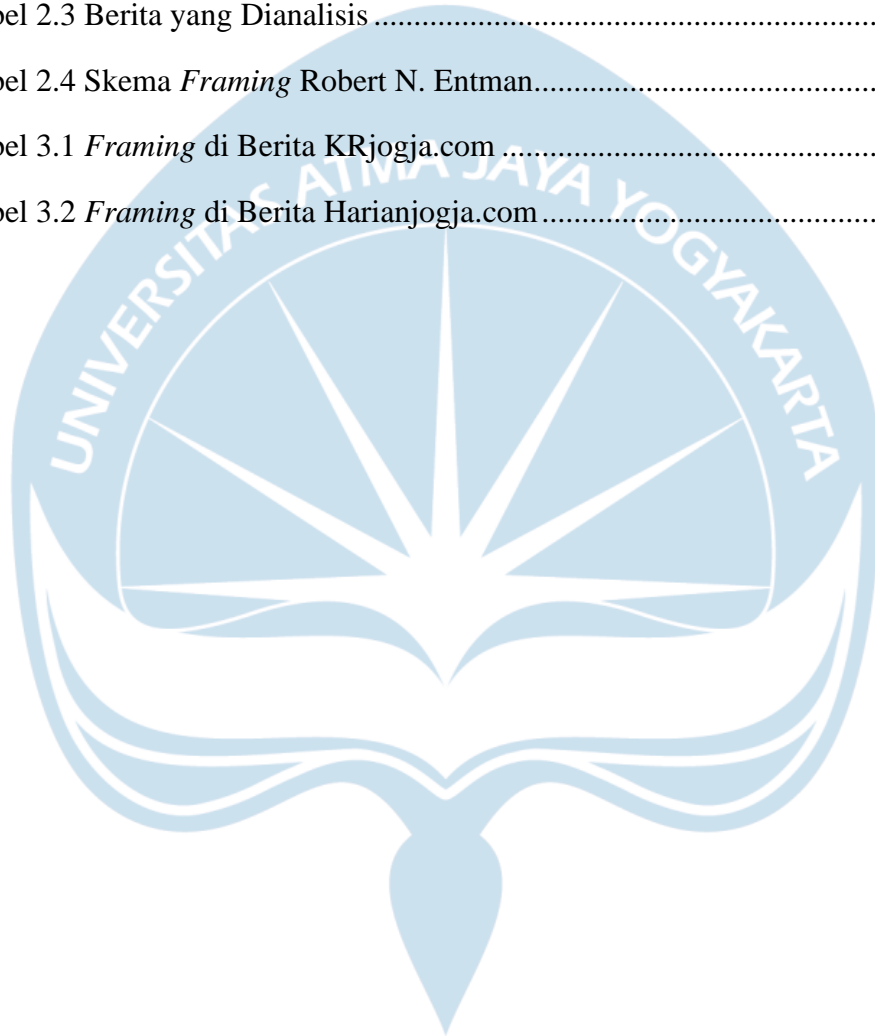 bel 2.3 Berita yang Dianalisis ................................................................
bel 2.4 Skema Framing Robert N. Entman..........................................
bel 3.1 Framing di Berita KRjogja.com ..............................................
bel 3.2 Framing di Berita Harianjogja.com .........................................
UNIVERSITAS ATMA JAYA YOGYAKARTA